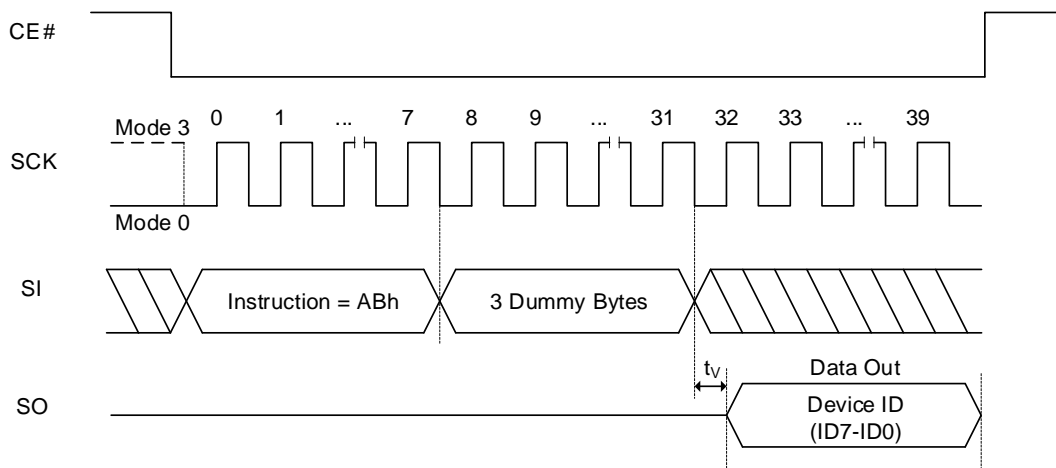 CE#
0 1 ... 7 8 9 ... 31 32 33 ... 39
Mode 3
SCK
Mode 0
SI
Instruction = ABh
3 Dummy Bytes
tV
Data Out
SO
Device ID
(ID7-ID0)